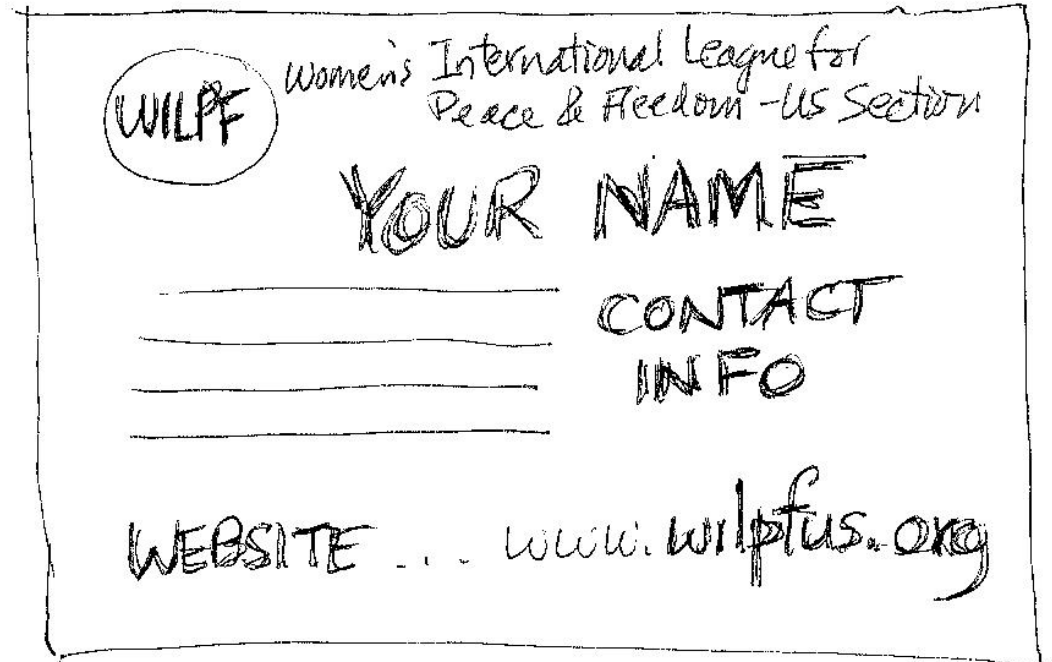 WILPF
Women's International League for
Peace & Freedom - US Section
YOUR NAME
CONTACT
INFO
WEBSITE ... www.wilpfus.org